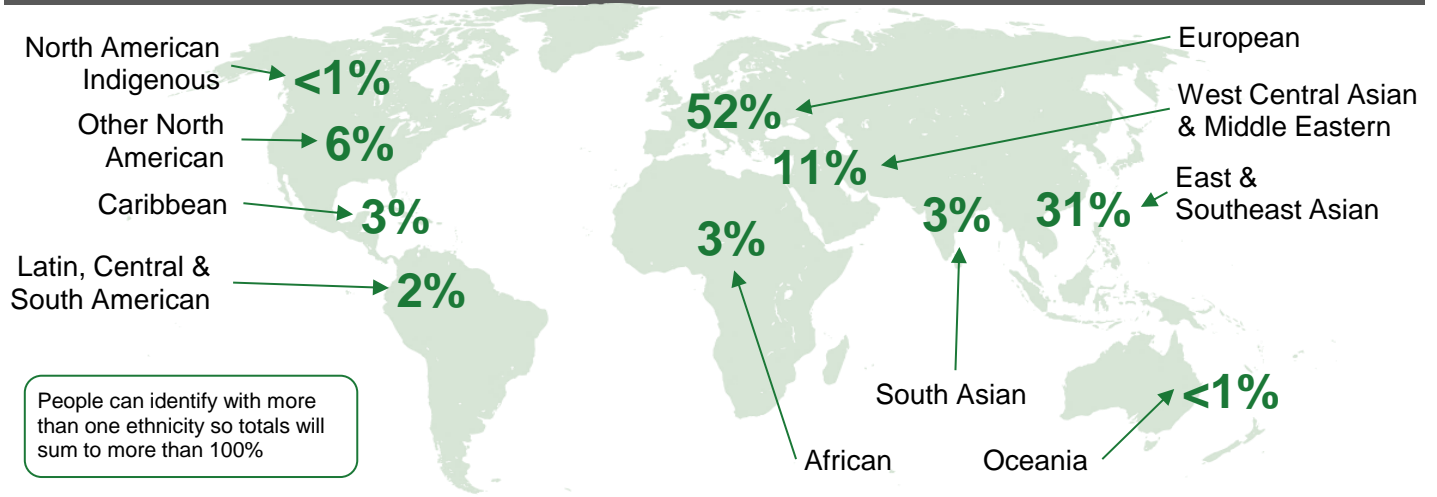 North American
Indigenous
<1%
Other North
American
6%
Caribbean
3%
Latin, Central &
South American
2%
European
52%
West Central Asian
& Middle Eastern
11%
East &
Southeast Asian
31%
3%
South Asian
3%
African
<1%
Oceania
People can identify with more
than one ethnicity so totals will
sum to more than 100%